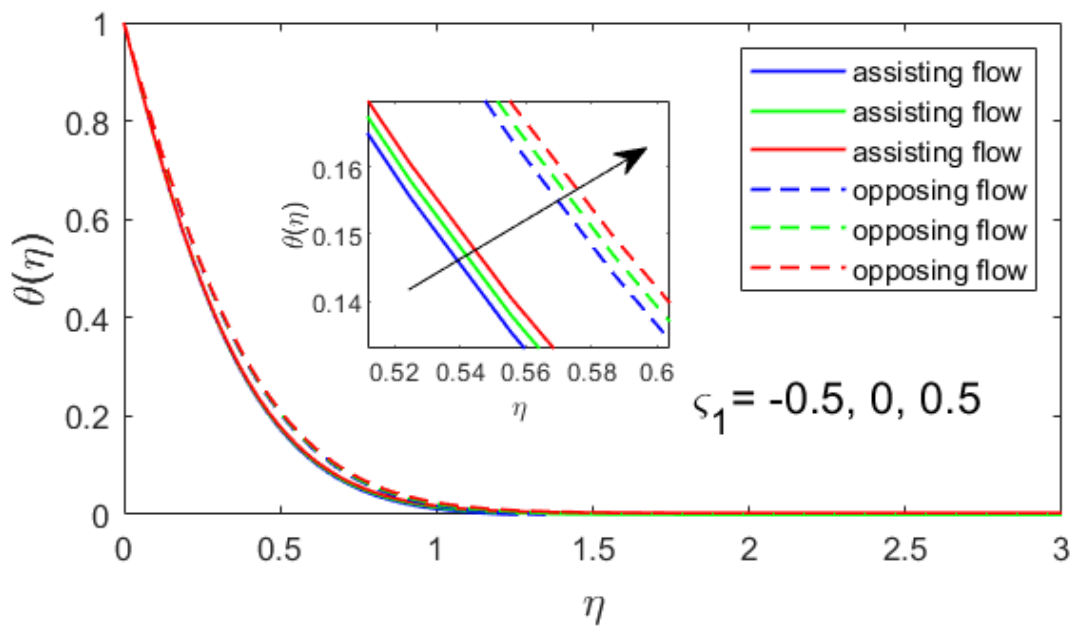 1
0.8
0.6
0.4
0.2
0
θ(η)
0
0.5
1
1.5
2
2.5
3
η
0.16
0.15
0.14
θ(η)
0.52
0.54
0.56
0.58
0.6
η
assisting flow
assisting flow
assisting flow
opposing flow
opposing flow
opposing flow
ς₁= -0.5, 0, 0.5